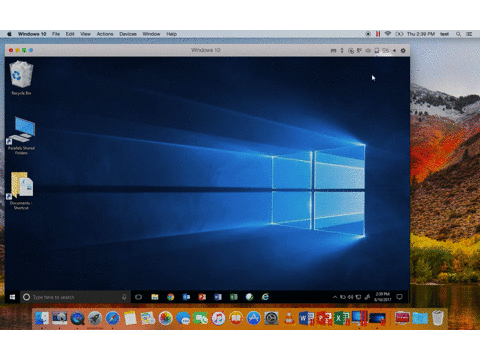 Windows 10 File Edit View Actions Devices Window Help Thu 2:39 PM test
Windows 10
Recycle Bin
Parallels Shared
Folders
Documents -
Shortcut
Type here to search
2:39 PM